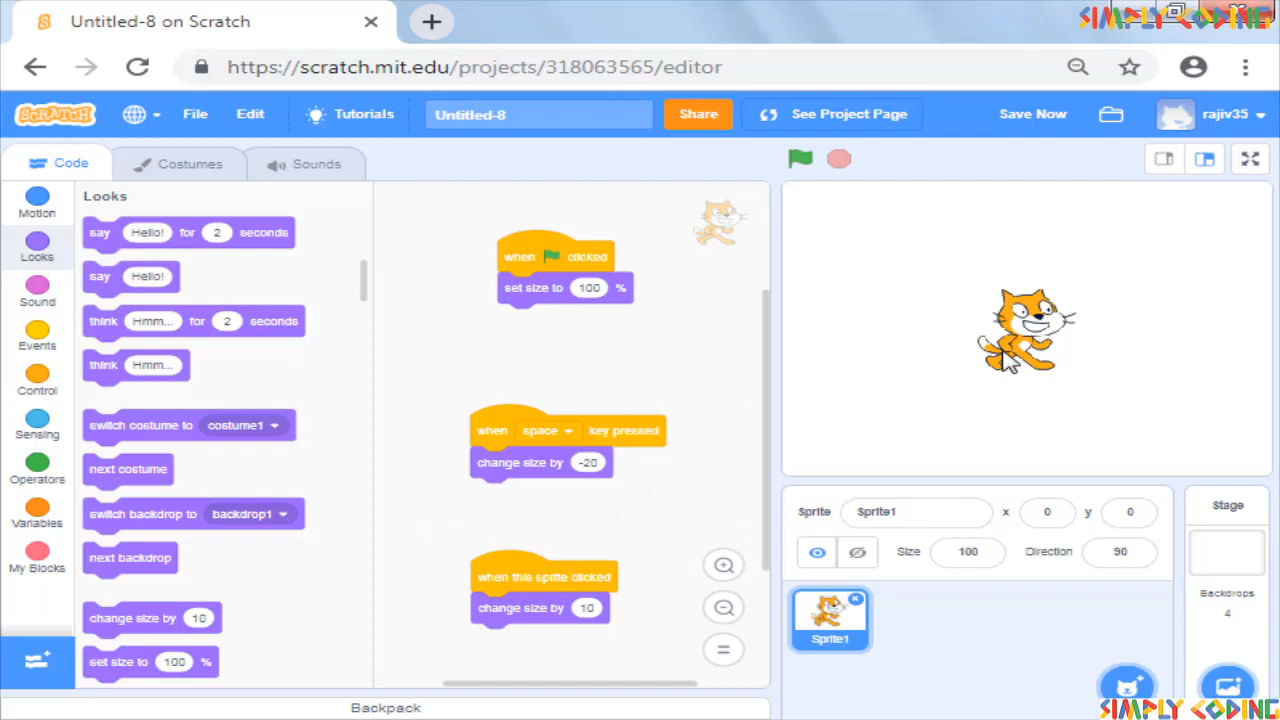 Untitled-8 on Scratch
SIMPLY CODING
https://scratch.mit.edu/projects/318063565/editor
SCRATCH File Edit Tutorials Untitled-8 Share See Project Page Save Now rajiv35
Code Costumes Sounds
Motion
Looks
Sound
Events
Control
Sensing
Operators
Variables
My Blocks
Looks
say Hello! for 2 seconds
say Hello!
think Hmm... for 2 seconds
think Hmm...
switch costume to costume1
next costume
switch backdrop to backdrop1
next backdrop
change size by 10
set size to 100 %
when clicked
set size to 100 %
when space key pressed
change size by -20
when this sprite clicked
change size by 10
Sprite Sprite1 x 0 y 0
Size 100 Direction 90
Sprite1
Stage
Backdrops
4
Backpack
SIMPLY CODING